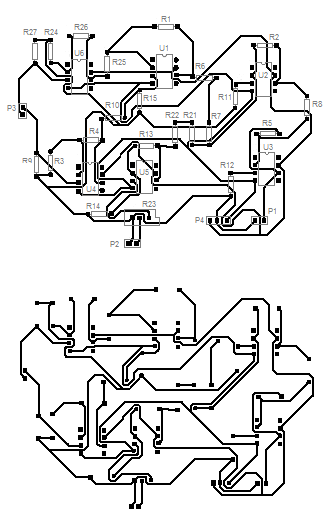 R1
R27 R24 R26 R2
U1
U6 R25 R6 U2
R15 R11 R8
P3 R10
R22 R21 R7
R4 R13 R5
U3
R9 R3 R12
U4 U5
R14 R23 P4 P1
P2